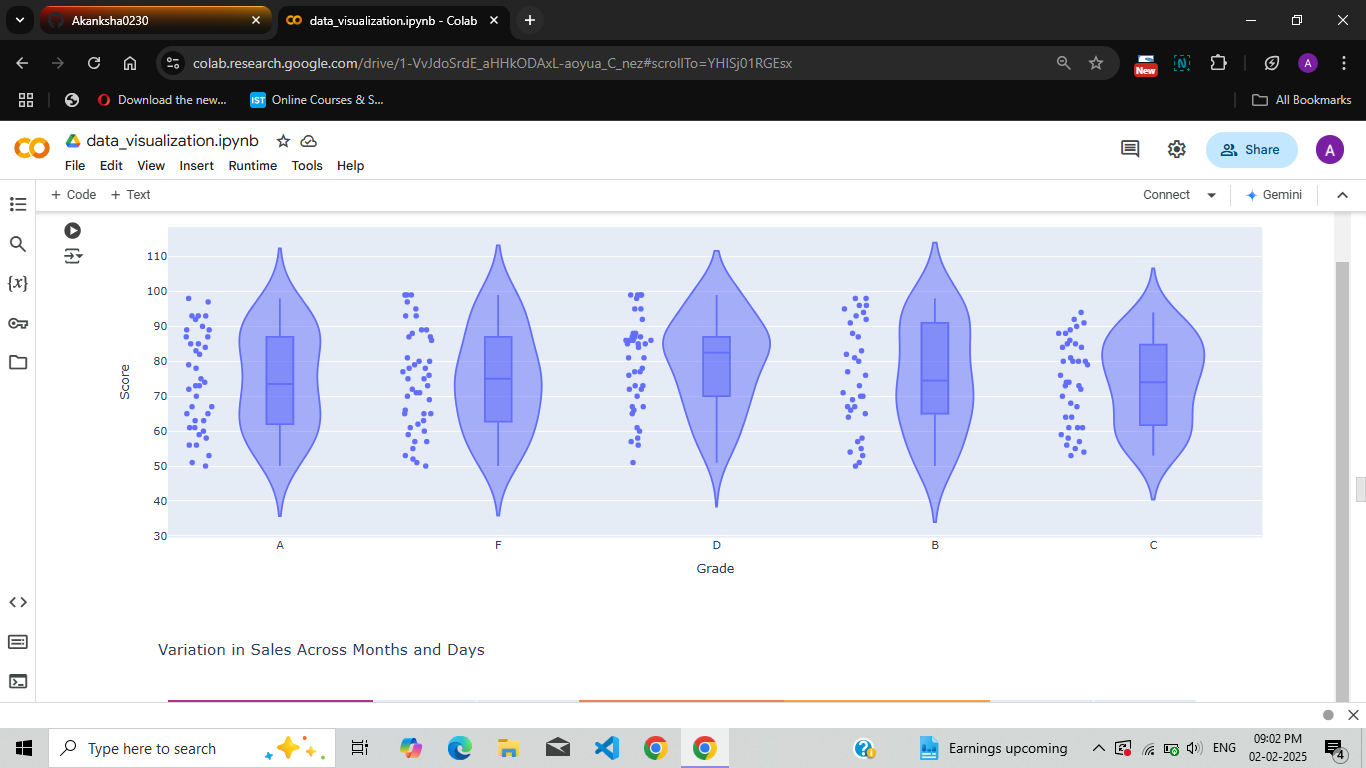 Akanksha0230
data_visualization.ipynb - Colab
colab.research.google.com/drive/1-VvJdoSrdE_aHHkODAxL-aoyua_C_nez#scrollTo=YHISj01RGEsx
New
N
A
Download the new...
IST
Online Courses & S...
All Bookmarks
data_visualization.ipynb
File Edit View Insert Runtime Tools Help
Share
A
+ Code + Text
Connect
Gemini
{x}
110
100
90
80
70
60
50
40
30
Score
A F D B C
Grade
Variation in Sales Across Months and Days
Type here to search
Earnings upcoming
ENG
09:02 PM
02-02-2025
4